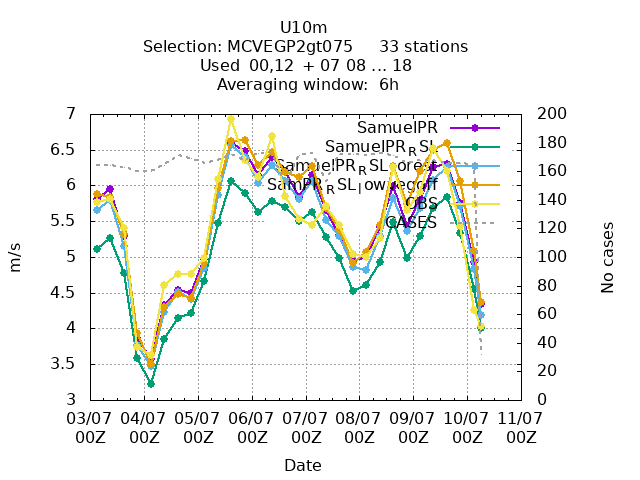 U10m
Selection: MCVEGP2gt075 33 stations
Used 00,12 + 07 08 ... 18
Averaging window: 6h
7
6.5
6
5.5
5
4.5
4
3.5
3
m/s
200
180
160
140
120
100
80
60
40
20
0
No cases
SamuelPR
OBS
CASES
03/07 04/07 05/07 06/07 07/07 08/07 09/07 10/07 11/07
00Z 00Z 00Z 00Z 00Z 00Z 00Z 00Z 00Z
Date